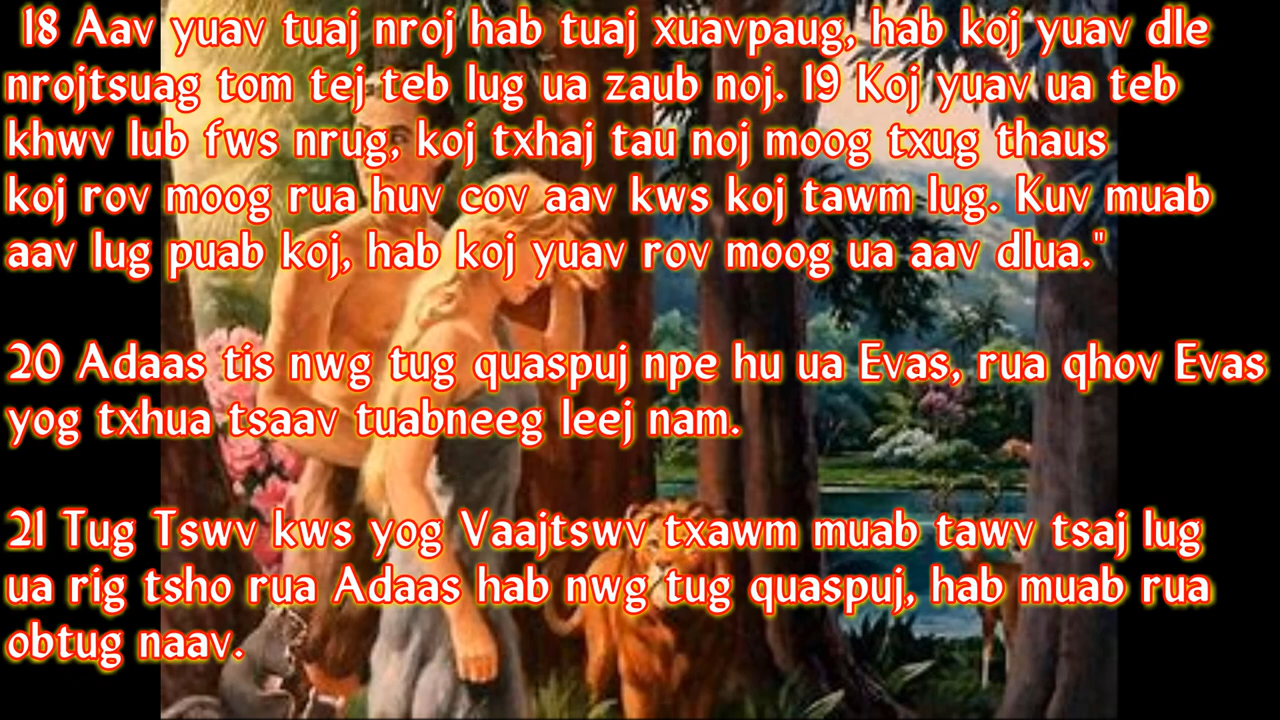 18 Aav yuav tuaj nroj hab tuaj xuavpaug, hab koj yuav dle
nrojtsuag tom tej teb lug ua zaub noj. 19 Koj yuav ua teb
khwv lub fws nrug, koj txhaj tau noj moog txug thaus
koj rov moog rua huv cov aav kws koj tawm lug. Kuv muab
aav lug puab koj, hab koj yuav rov moog ua aav dlua."
20 Adaas tis nwg tug quaspuj npe hu ua Evas, rua qhov Evas
yog txhua tsaav tuabneeg leej nam.
21 Tug Tswv kws yog Vaajtswv txawm muab tawv tsaj lug
ua rig tsho rua Adaas hab nwg tug quaspuj, hab muab rua
obtug naav.